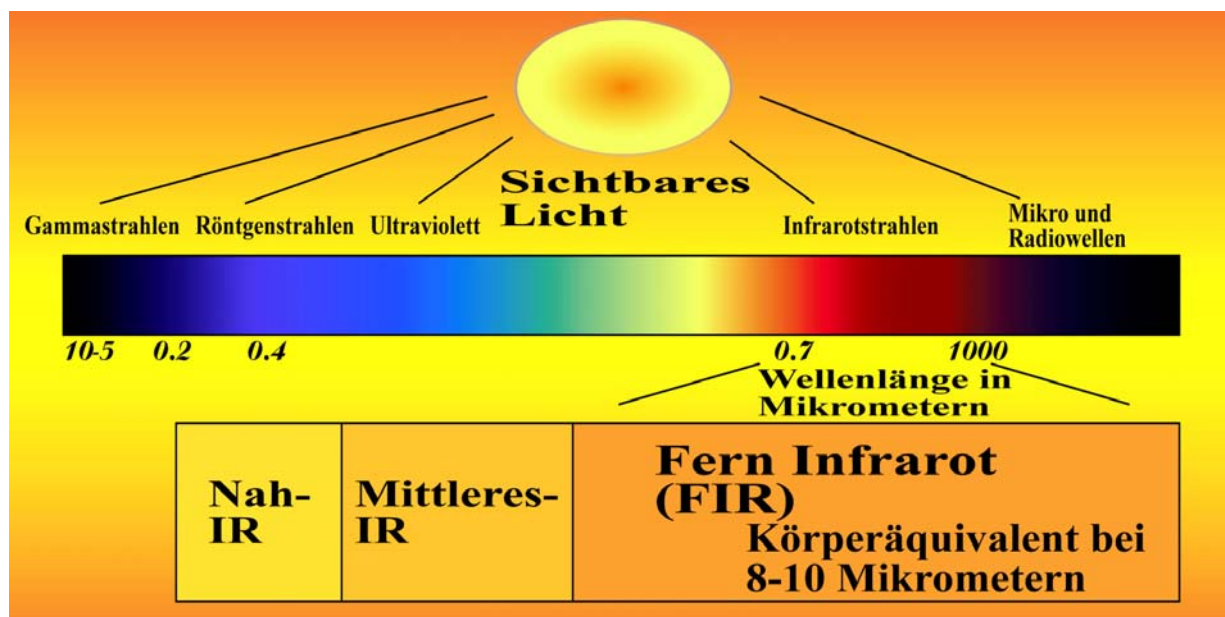 Sichtbares
Licht
Gammastrahlen Röntgenstrahlen Ultraviolett Infrarotstrahlen
Mikro und
Radiowellen
10-5 0.2 0.4 0.7 1000
Wellenlänge in
Mikrometern
Nah-
IR
Mittleres-
IR
Fern Infrarot
(FIR)
Körperäquivalent bei
8-10 Mikrometern